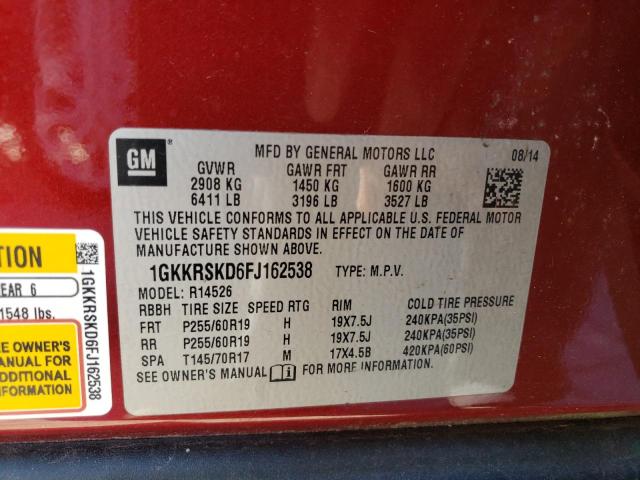 GM
MFD BY GENERAL MOTORS LLC 08/14
GVWR GAWR FRT GAWR RR
2908 KG 1450 KG 1600 KG
6411 LB 3196 LB 3527 LB
THIS VEHICLE CONFORMS TO ALL APPLICABLE U.S. FEDERAL MOTOR
VEHICLE SAFETY STANDARDS IN EFFECT ON THE DATE OF
MANUFACTURE SHOWN ABOVE.
1GKKRSKD6FJ162538 TYPE: M.P.V.
MODEL: R14526
RBBH TIRE SIZE SPEED RTG RIM COLD TIRE PRESSURE
FRT P255/60R19 H 19X7.5J 240KPA(35PSI)
RR P255/60R19 H 19X7.5J 240KPA(35PSI)
SPA T145/70R17 M 17X4.5B 420KPA(60PSI)
SEE OWNER'S MANUAL FOR MORE INFORMATION.
ION
EAR 6
1548 lbs.
E OWNER'S
ANUAL FOR
DDITIONAL
RMATION
1GKKRSKD6FJ162538